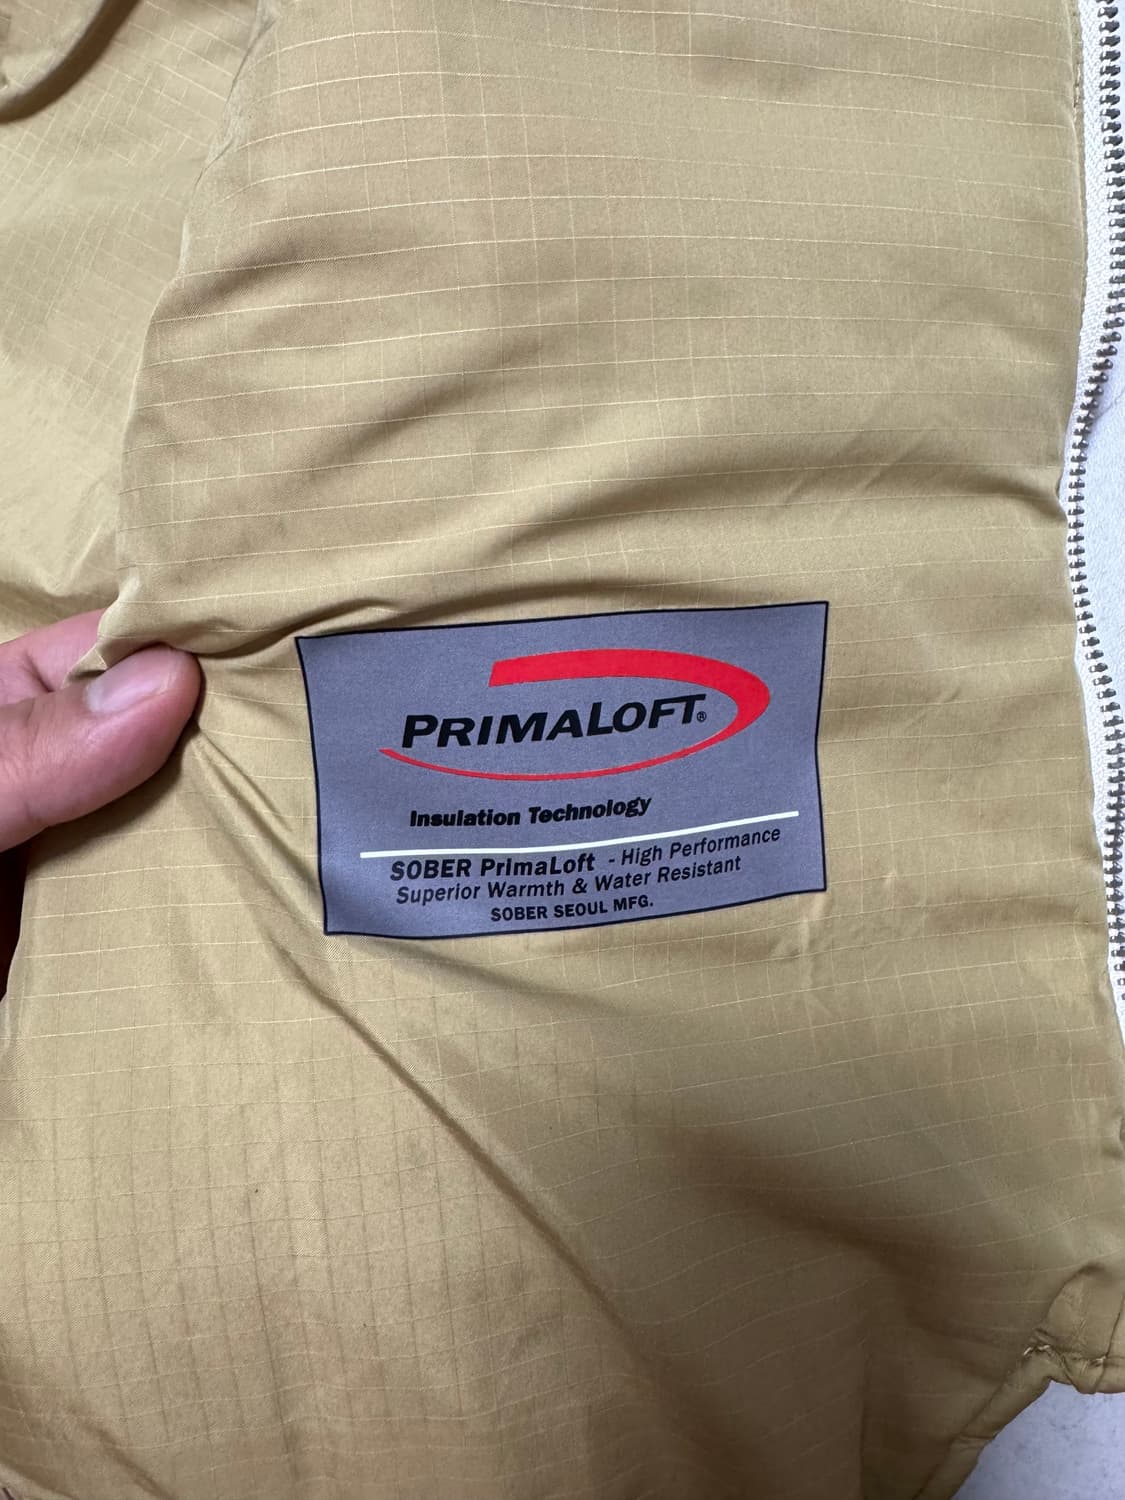 PRIMALOFT®
Insulation Technology
SOBER PrimaLoft - High Performance
Superior Warmth & Water Resistant
SOBER SEOUL MFG.